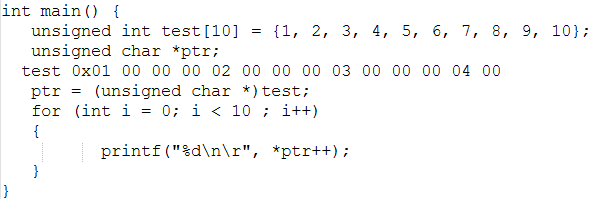 int main() {
unsigned int test[10] = {1, 2, 3, 4, 5, 6, 7, 8, 9, 10};
unsigned char *ptr;
test 0x01 00 00 00 02 00 00 00 03 00 00 00 04 00
ptr = (unsigned char *)test;
for (int i = 0; i < 10 ; i++)
{
printf("%d\n\r", *ptr++);
}
}